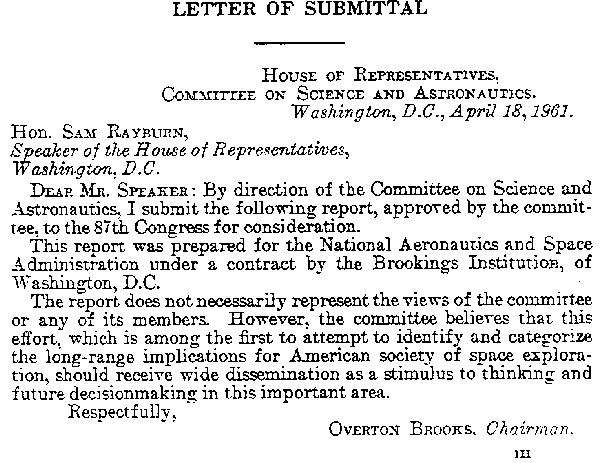 LETTER OF SUBMITTAL
HOUSE OF REPRESENTATIVES,
COMMITTEE ON SCIENCE AND ASTRONAUTICS.
Washington, D.C., April 18, 1961.
HON. SAM RAYBURN,
Speaker of the House of Representatives,
Washington, D.C.
DEAR MR. SPEAKER: By direction of the Committee on Science and
Astronautics, I submit the following report, approved by the commit-
tee, to the 87th Congress for consideration.
This report was prepared for the National Aeronautics and Space
Administration under a contract by the Brookings Institution, of
Washington, D.C.
The report does not necessarily represent the views of the committee
or any of its members. However, the committee believes that this
effort, which is among the first to attempt to identify and categorize
the long-range implications for American society of space explora-
tion, should receive wide dissemination as a stimulus to thinking and
future decisionmaking in this important area.
Respectfully,
OVERTON BROOKS, Chairman.
III